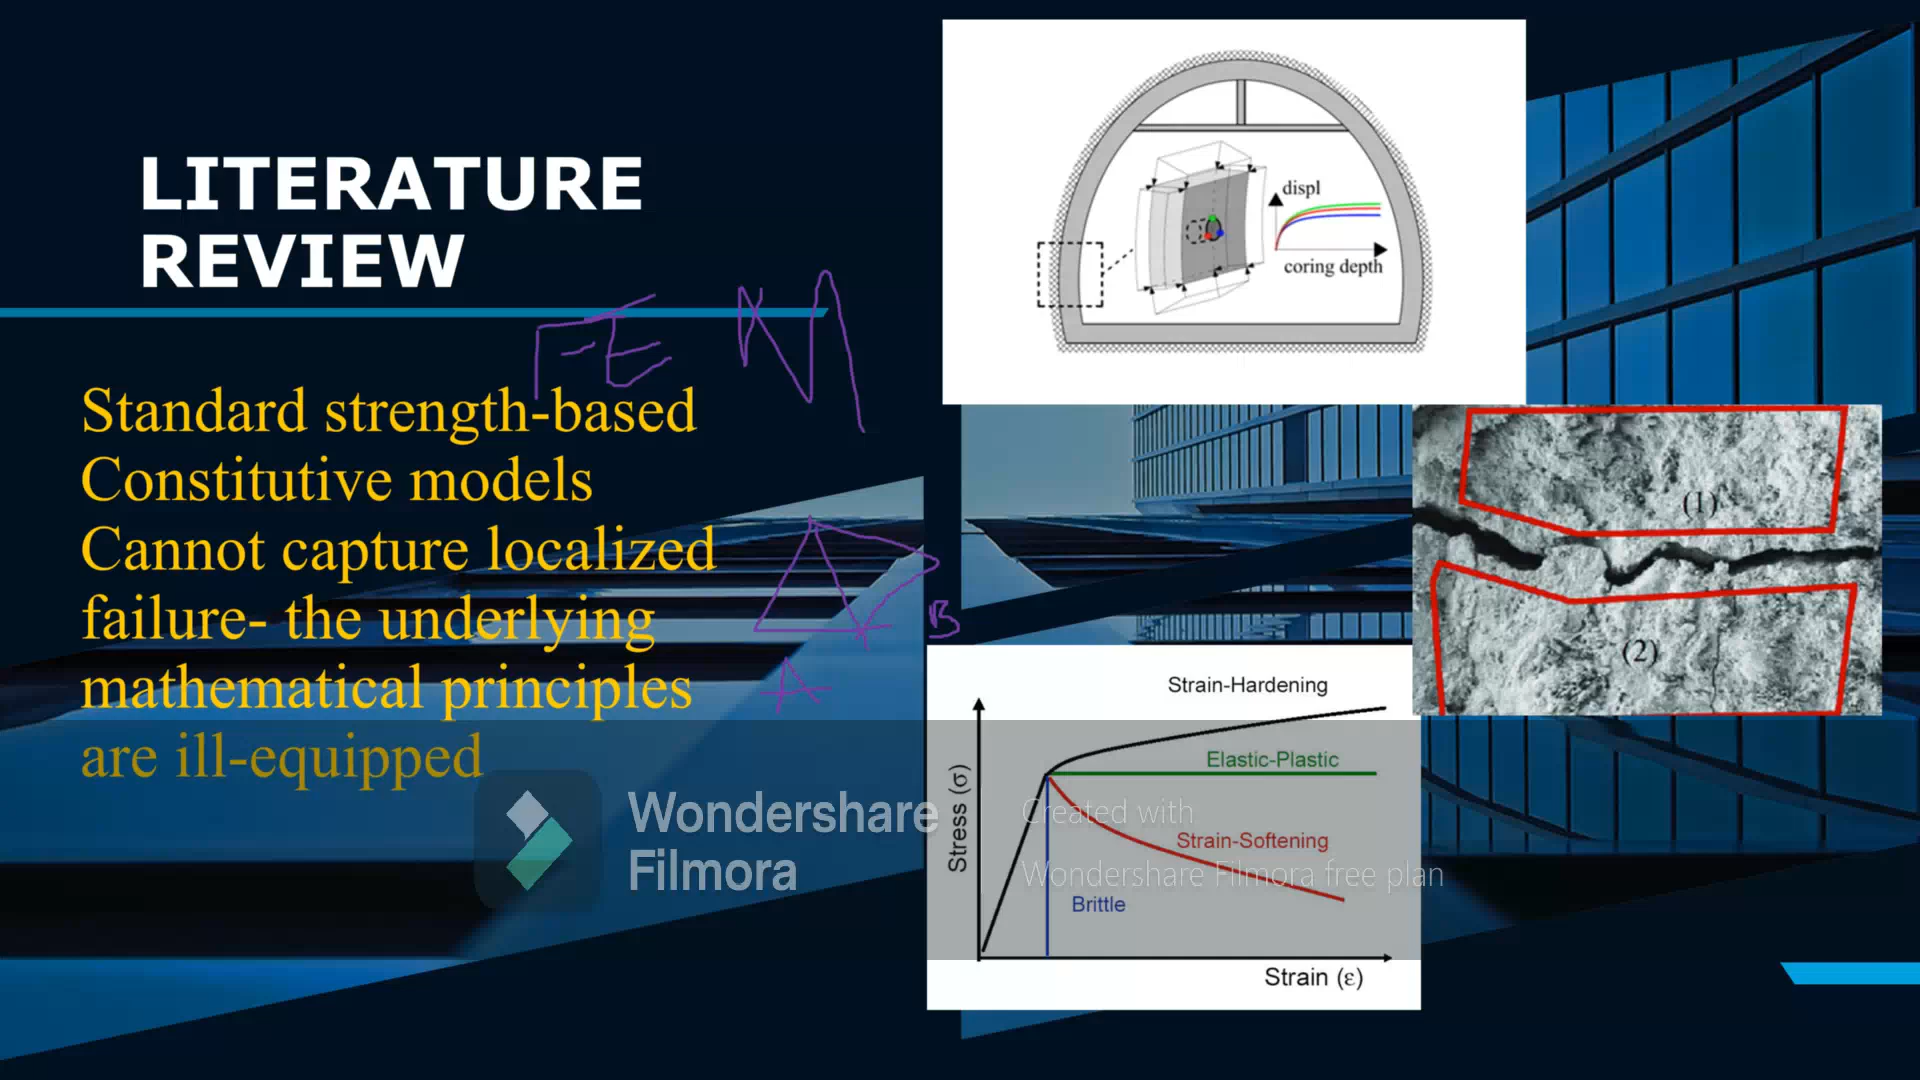 LITERATURE
REVIEW
FEM
Standard strength-based
Constitutive models
Cannot capture localized
failure- the underlying
mathematical principles
are ill-equipped
A
B
displ
coring depth
(1)
(2)
Strain-Hardening
Elastic-Plastic
Strain-Softening
Brittle
Stress (σ)
Strain (ε)
Wondershare
Filmora
Created with
Wondershare Filmora free plan